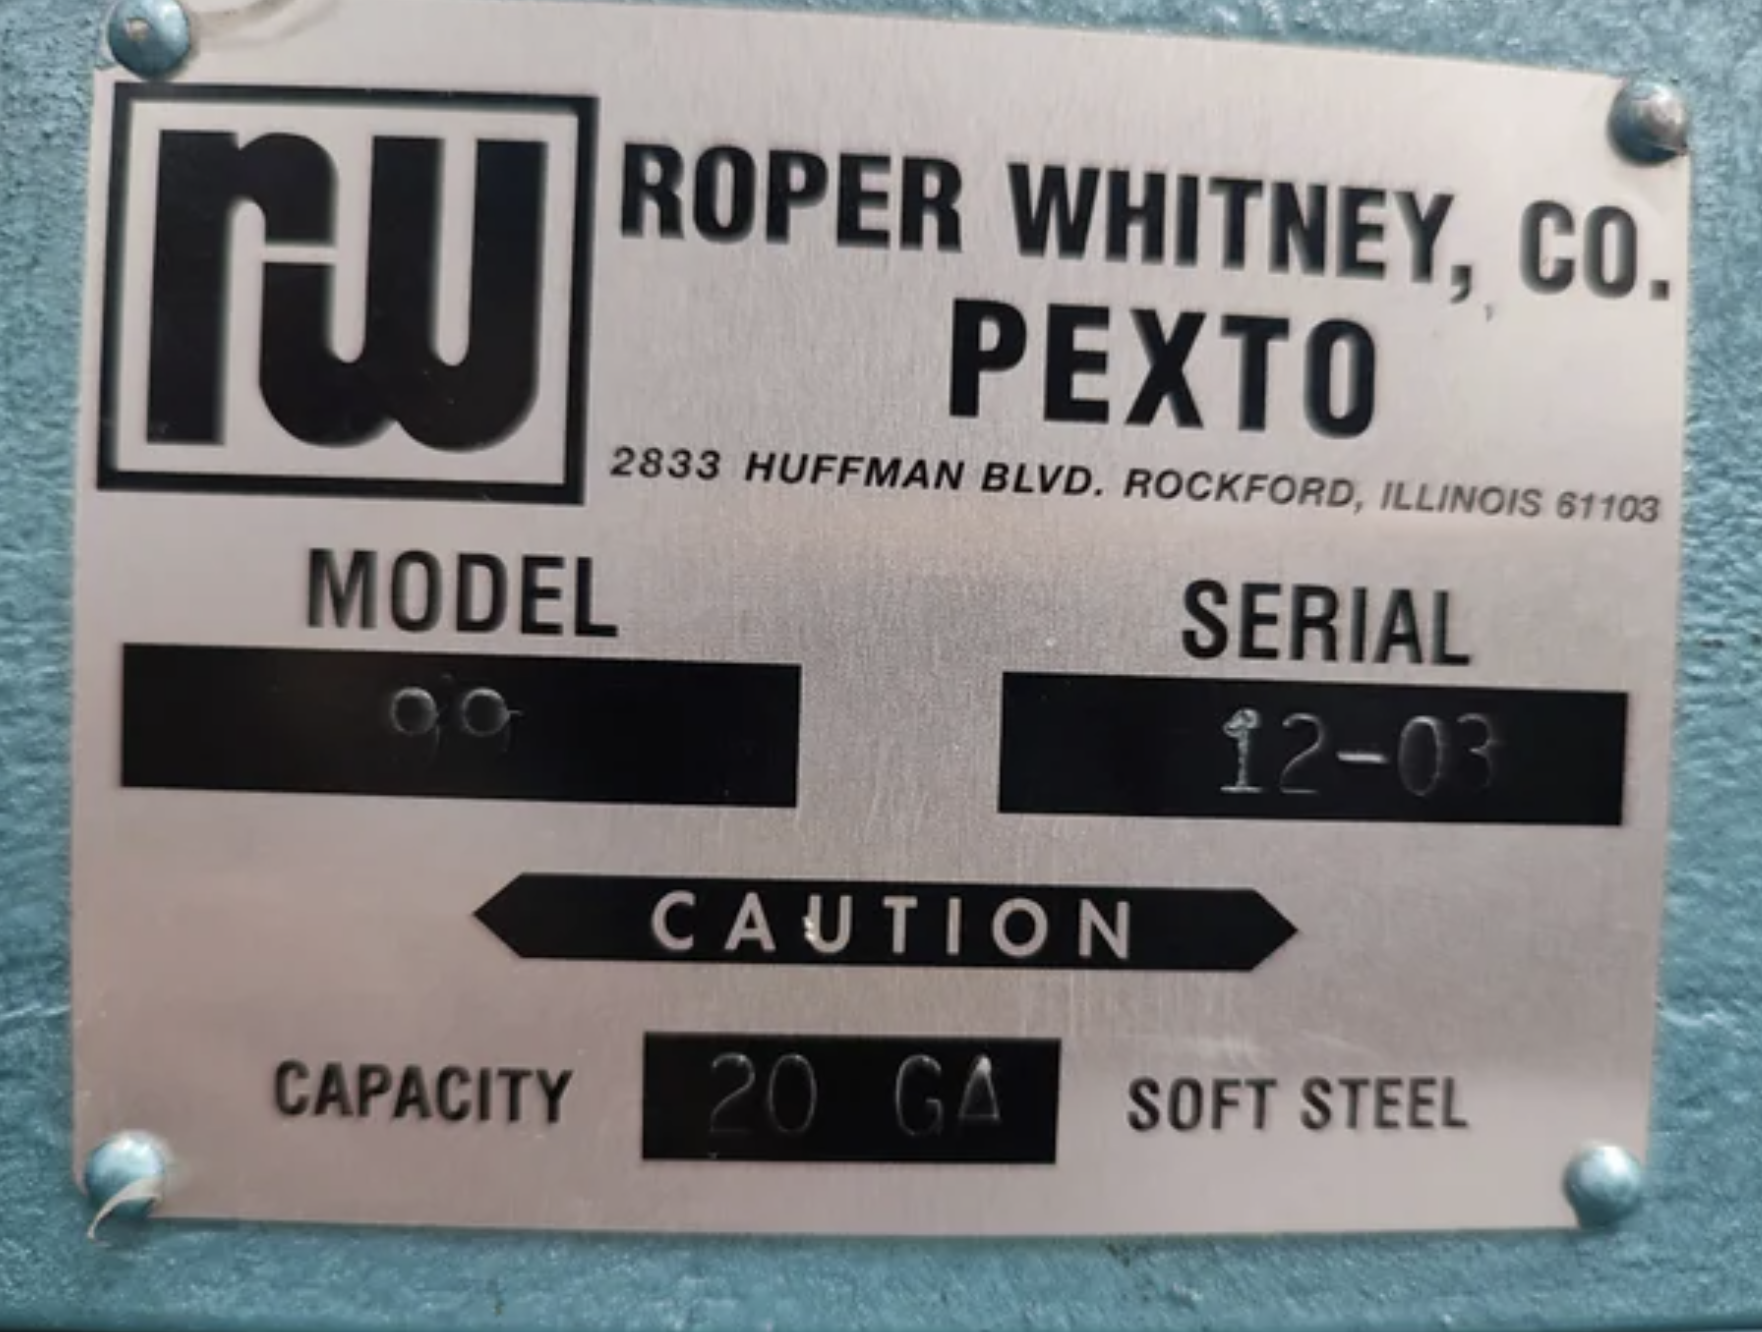 rw
ROPER WHITNEY, CO.
PEXTO
2833 HUFFMAN BLVD. ROCKFORD, ILLINOIS 61103
MODEL SERIAL
99 12-03
CAUTION
CAPACITY 20 GA SOFT STEEL